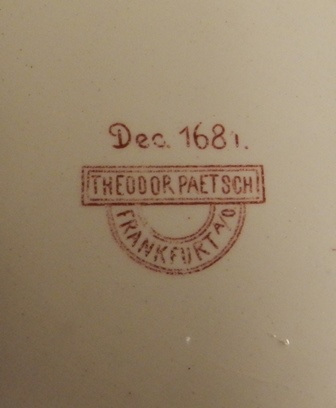 Dec. 1681.
THEODOR PAETSCH
FRANKFURT A/O